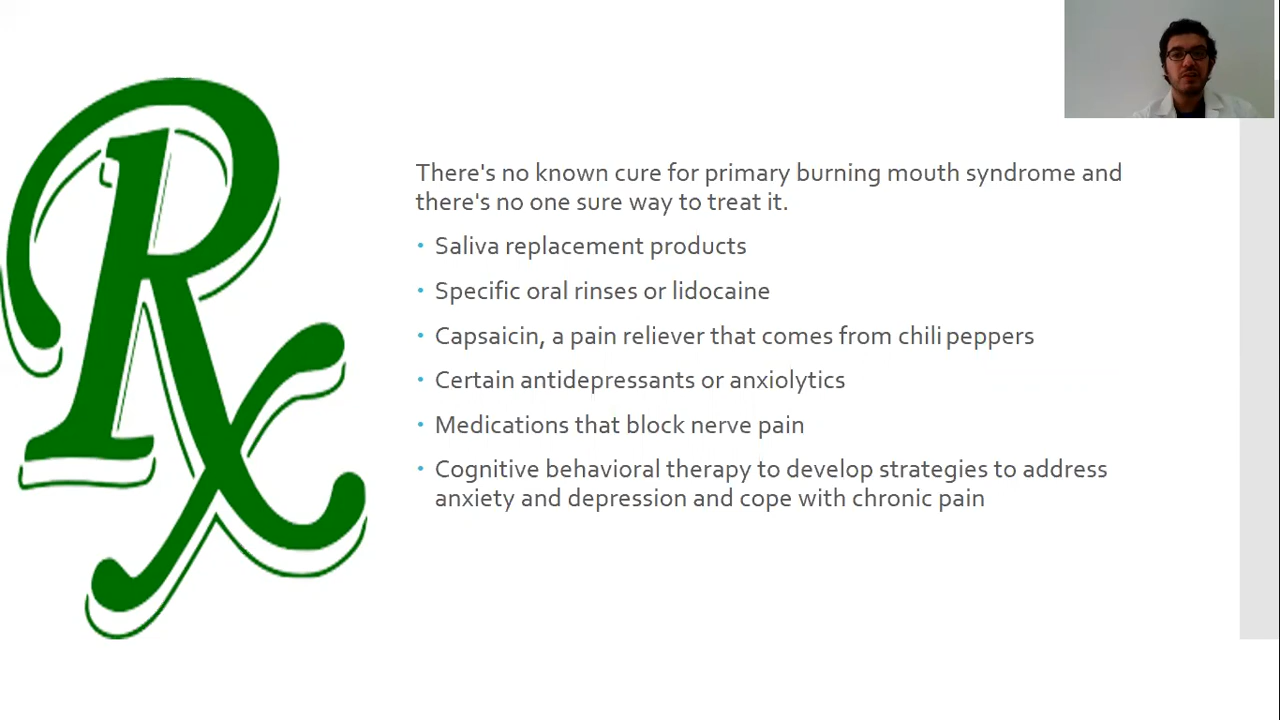 Rx
There's no known cure for primary burning mouth syndrome and
there's no one sure way to treat it.
• Saliva replacement products
• Specific oral rinses or lidocaine
• Capsaicin, a pain reliever that comes from chili peppers
• Certain antidepressants or anxiolytics
• Medications that block nerve pain
• Cognitive behavioral therapy to develop strategies to address
anxiety and depression and cope with chronic pain